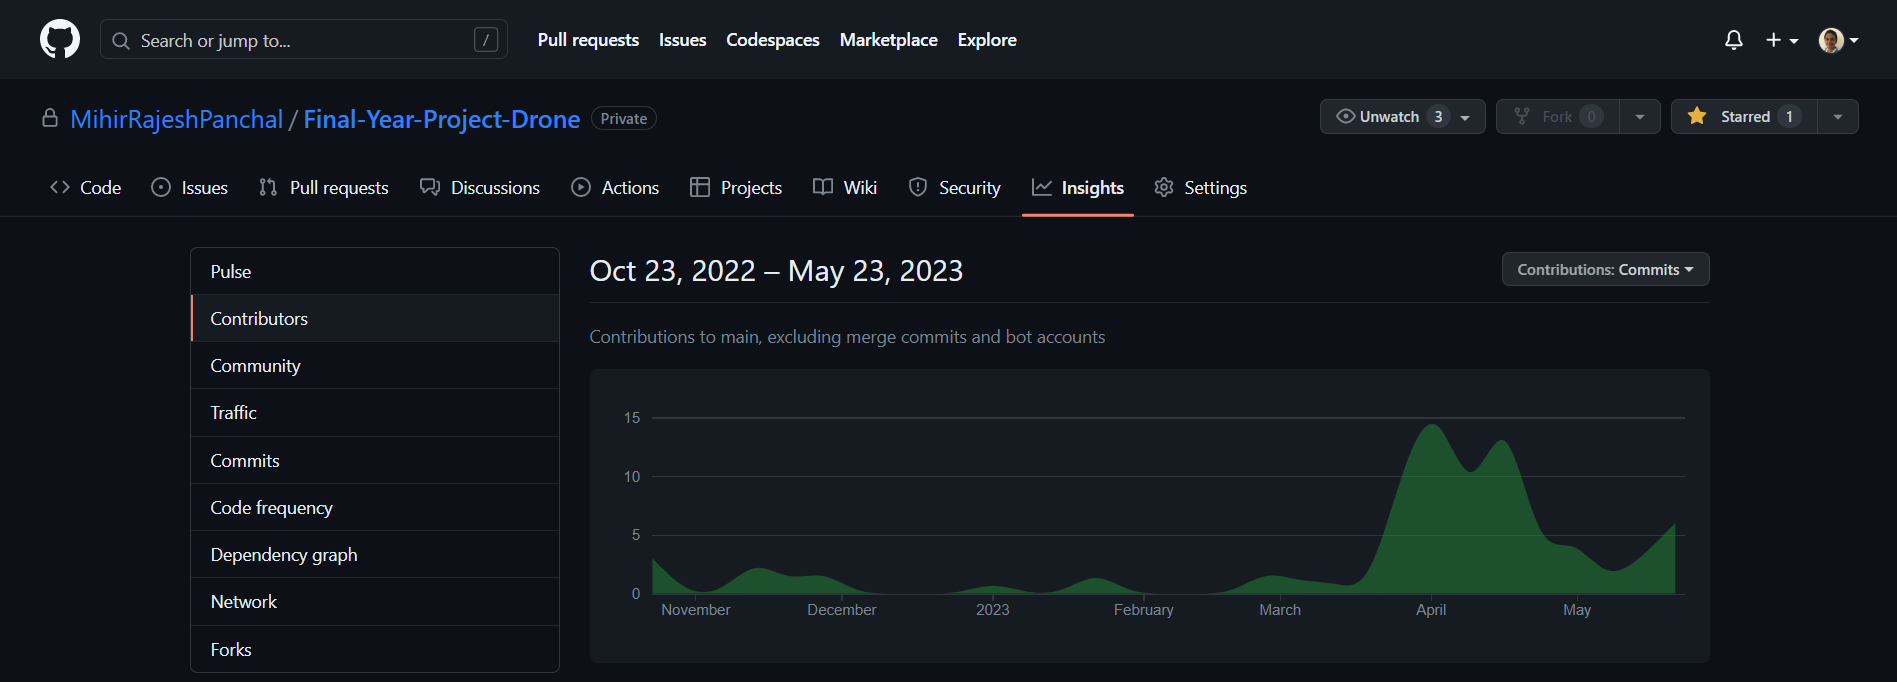 Search or jump to... / Pull requests Issues Codespaces Marketplace Explore
MihirRajeshPanchal / Final-Year-Project-Drone Private Unwatch 3 Fork 0 Starred 1
Code Issues Pull requests Discussions Actions Projects Wiki Security Insights Settings
Pulse
Contributors
Community
Traffic
Commits
Code frequency
Dependency graph
Network
Forks
Oct 23, 2022 – May 23, 2023 Contributions: Commits
Contributions to main, excluding merge commits and bot accounts
15
10
5
0
November December 2023 February March April May